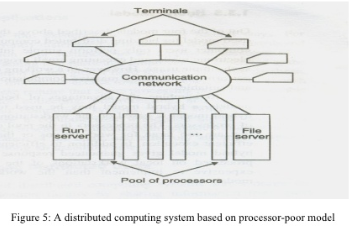 Terminals
Communication
network
Run
server
...
File
server
Pool of processors
Figure 5: A distributed computing system based on processor-poor model